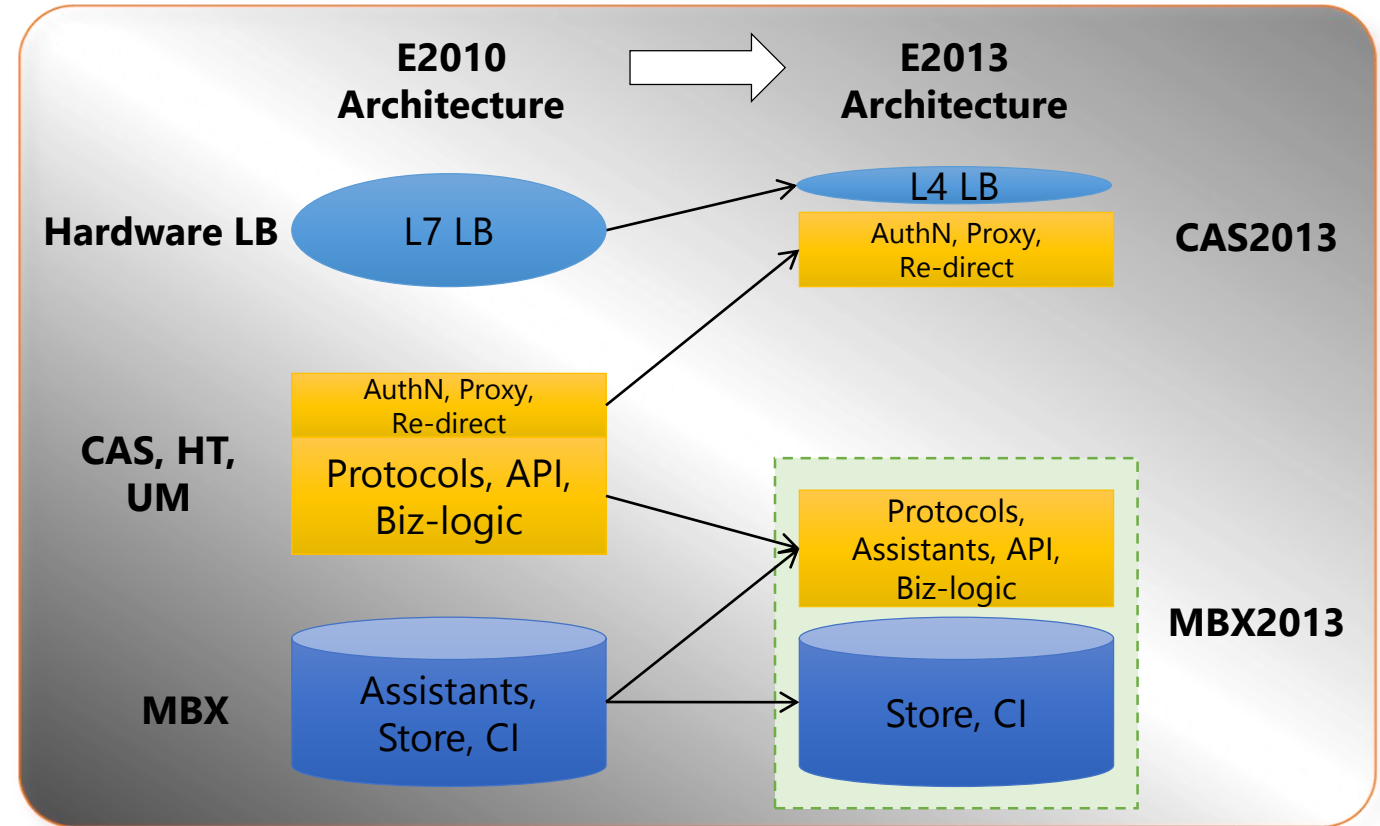 E2010
Architecture
E2013
Architecture
Hardware LB
L7 LB
L4 LB
AuthN, Proxy,
Re-direct
CAS2013
CAS, HT,
UM
AuthN, Proxy,
Re-direct
Protocols, API,
Biz-logic
Protocols,
Assistants, API,
Biz-logic
MBX2013
MBX
Assistants,
Store, CI
Store, CI